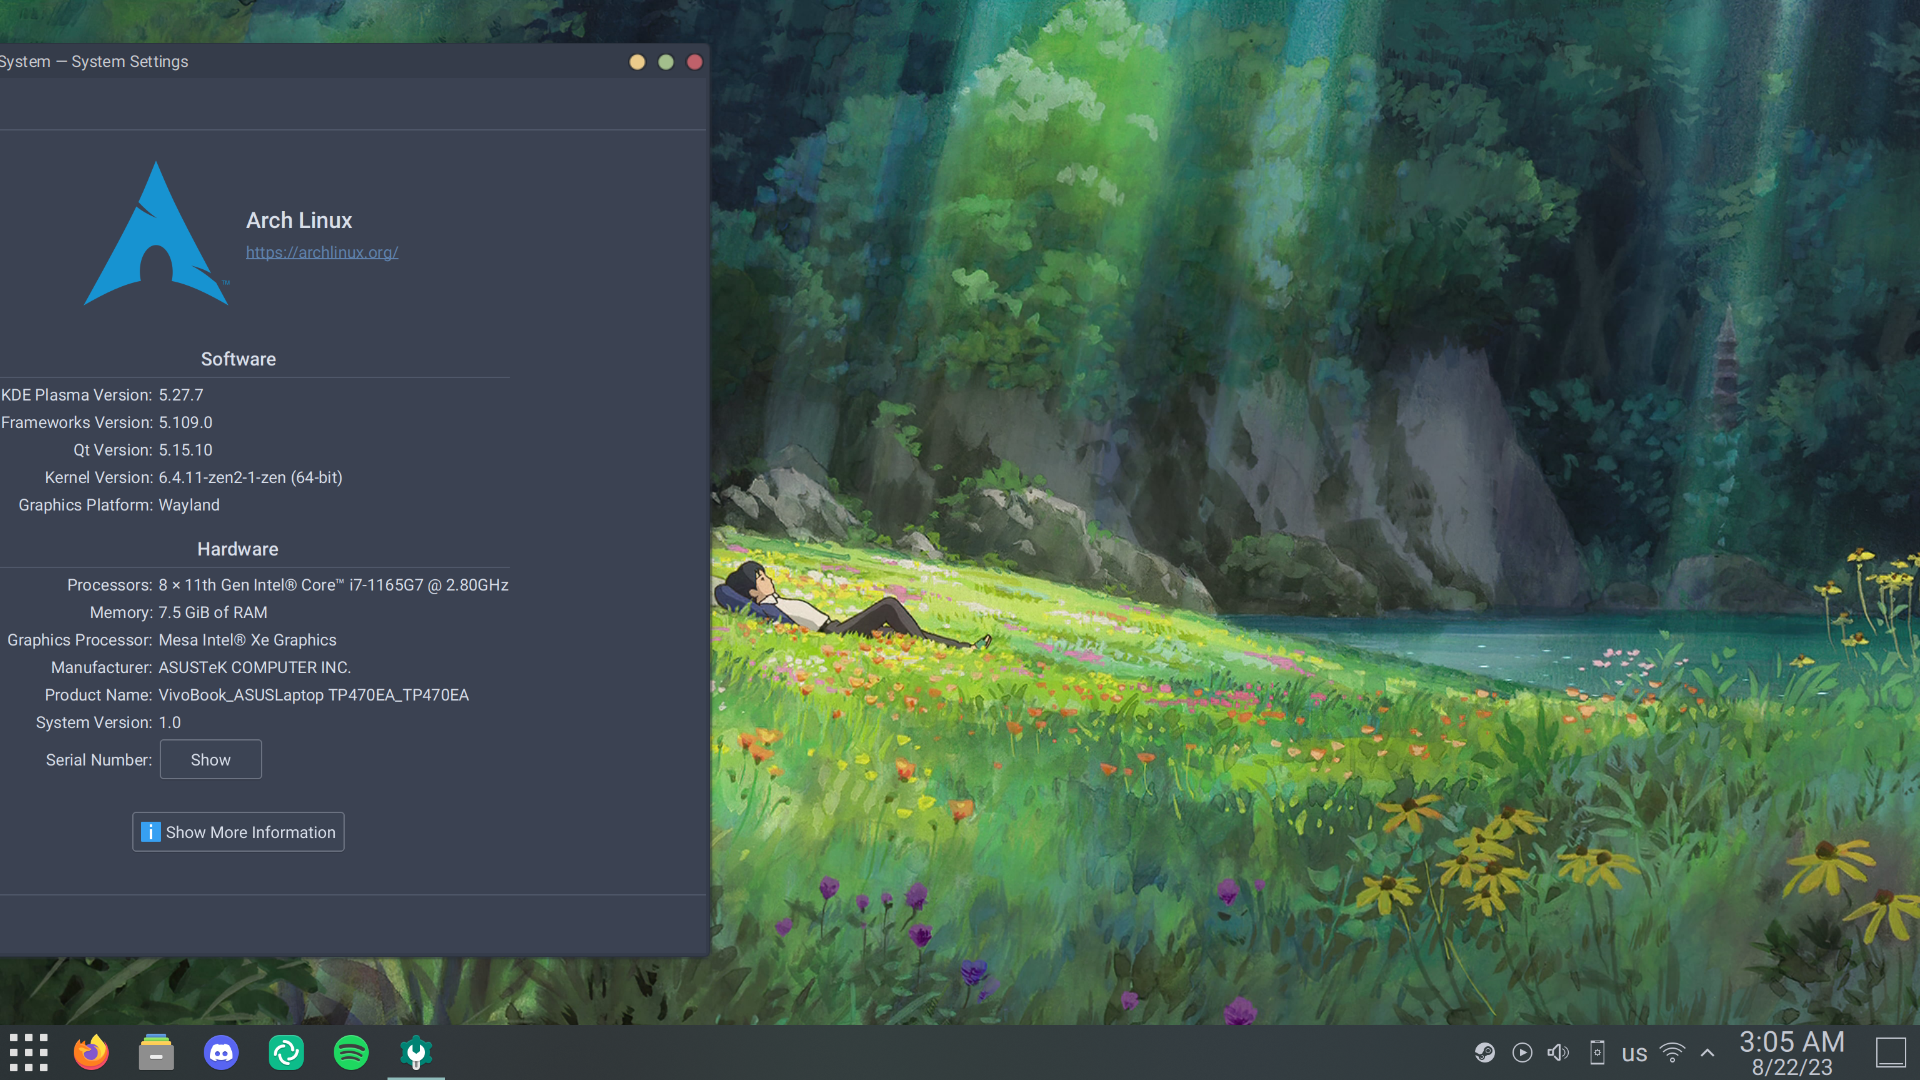 System — System Settings
Arch Linux
https://archlinux.org/
Software
KDE Plasma Version: 5.27.7
Frameworks Version: 5.109.0
Qt Version: 5.15.10
Kernel Version: 6.4.11-zen2-1-zen (64-bit)
Graphics Platform: Wayland
Hardware
Processors: 8 × 11th Gen Intel® Core™ i7-1165G7 @ 2.80GHz
Memory: 7.5 GiB of RAM
Graphics Processor: Mesa Intel® Xe Graphics
Manufacturer: ASUSTeK COMPUTER INC.
Product Name: VivoBook_ASUSLaptop TP470EA_TP470EA
System Version: 1.0
Serial Number: Show
Show More Information
us
3:05 AM
8/22/23